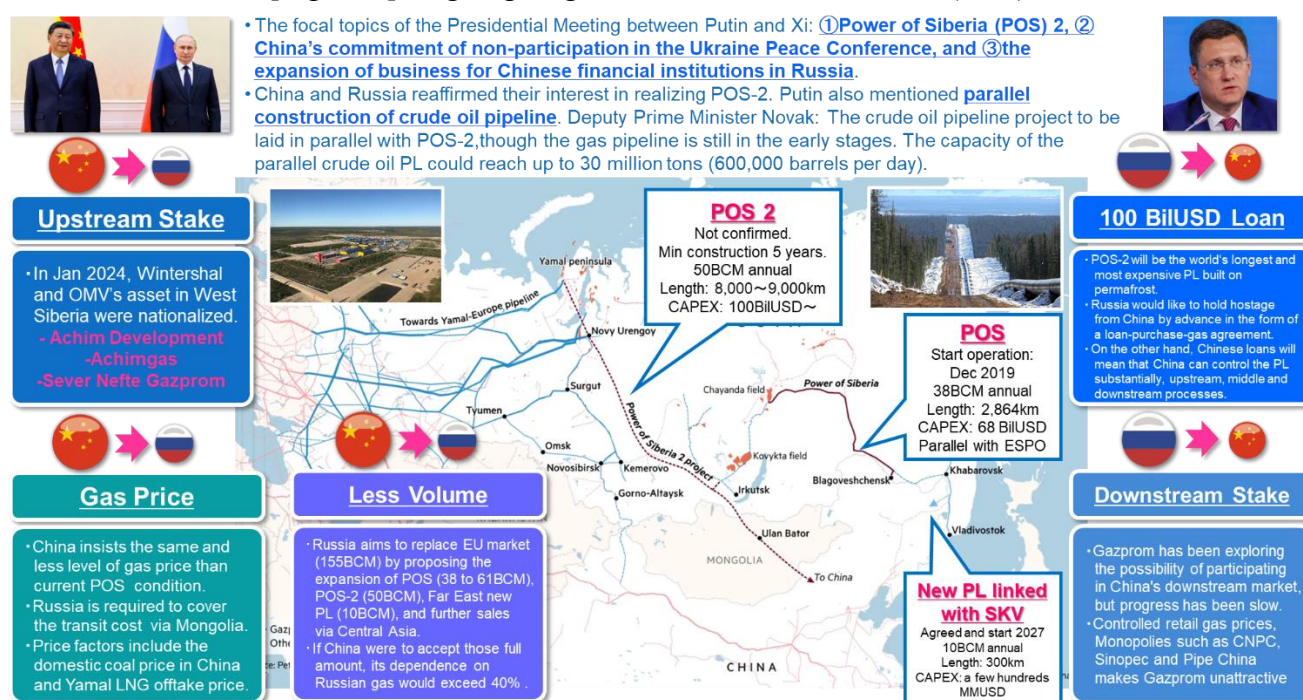 • The focal topics of the Presidential Meeting between Putin and Xi: ①Power of Siberia (POS) 2, ②
China's commitment of non-participation in the Ukraine Peace Conference, and ③the
expansion of business for Chinese financial institutions in Russia.
• China and Russia reaffirmed their interest in realizing POS-2. Putin also mentioned parallel
construction of crude oil pipeline. Deputy Prime Minister Novak: The crude oil pipeline project to be
laid in parallel with POS-2,though the gas pipeline is still in the early stages. The capacity of the
parallel crude oil PL could reach up to 30 million tons (600,000 barrels per day).
Upstream Stake
• In Jan 2024, Wintershal
and OMV's asset in West
Siberia were nationalized.
- Achim Development
-Achimgas
-Sever Nefte Gazprom
Gas Price
• China insists the same and
less level of gas price than
current POS condition.
• Russia is required to cover
the transit cost via Mongolia.
• Price factors include the
domestic coal price in China
and Yamal LNG offtake price.
Less Volume
• Russia aims to replace EU market
(155BCM) by proposing the
expansion of POS (38 to 61BCM),
POS-2 (50BCM), Far East new
PL (10BCM), and further sales
via Central Asia.
• If China were to accept those full
amount, its dependence on
Russian gas would exceed 40% .
POS 2
Not confirmed.
Min construction 5 years.
50BCM annual
Length: 8,000～9,000km
CAPEX: 100BilUSD～
POS
Start operation:
Dec 2019
38BCM annual
Length: 2,864km
CAPEX: 68 BilUSD
Parallel with ESPO
New PL linked
with SKV
Agreed and start 2027
10BCM annual
Length: 300km
CAPEX: a few hundreds
MMUSD
100 BilUSD Loan
• POS-2 will be the world's longest and
most expensive PL built on
permafrost.
• Russia would like to hold hostage
from China by advance in the form of
a loan-purchase-gas agreement.
• On the other hand, Chinese loans will
mean that China can control the PL
substantially, upstream, middle and
downstream processes.
Downstream Stake
• Gazprom has been exploring
the possibility of participating
in China's downstream market,
but progress has been slow.
• Controlled retail gas prices,
Monopolies such as CNPC,
Sinopec and Pipe China
makes Gazprom unattractive
Yamal peninsula
Towards Yamal-Europe pipeline
Novy Urengoy
Surgut
Tyumen
Omsk
Novosibirsk
Kemerovo
Gorno-Altaysk
Power of Siberia 2 project
Chayanda field
Power of Siberia
Kovykta field
Irkutsk
Blagoveshchensk
Khabarovsk
Vladivostok
Ulan Bator
MONGOLIA
To China
CHINA